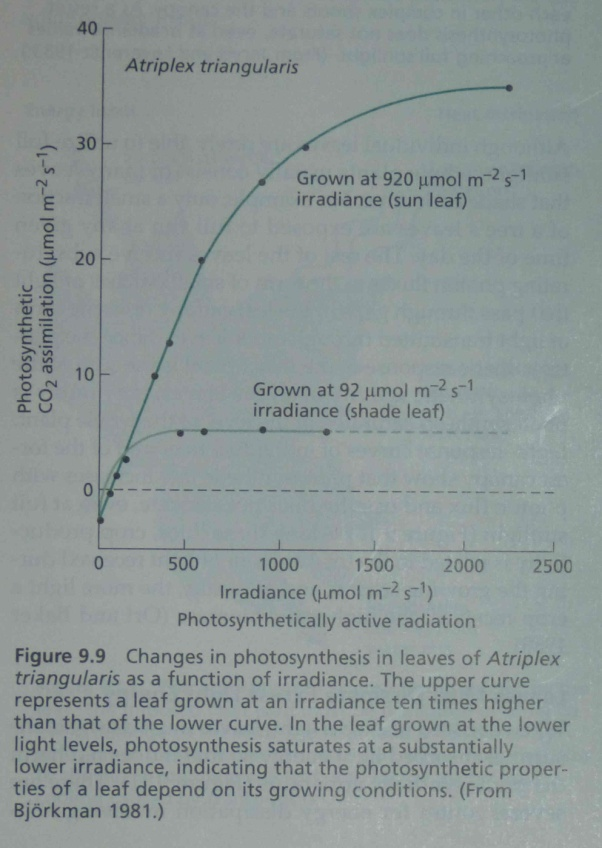 40
Atriplex triangularis
30
Grown at 920 μmol m⁻² s⁻¹
irradiance (sun leaf)
20
Photosynthetic
CO₂ assimilation (μmol m⁻² s⁻¹)
10
Grown at 92 μmol m⁻² s⁻¹
irradiance (shade leaf)
0
0 500 1000 1500 2000 2500
Irradiance (μmol m⁻² s⁻¹)
Photosynthetically active radiation
Figure 9.9 Changes in photosynthesis in leaves of Atriplex
triangularis as a function of irradiance. The upper curve
represents a leaf grown at an irradiance ten times higher
than that of the lower curve. In the leaf grown at the lower
light levels, photosynthesis saturates at a substantially
lower irradiance, indicating that the photosynthetic proper-
ties of a leaf depend on its growing conditions. (From
Björkman 1981.)